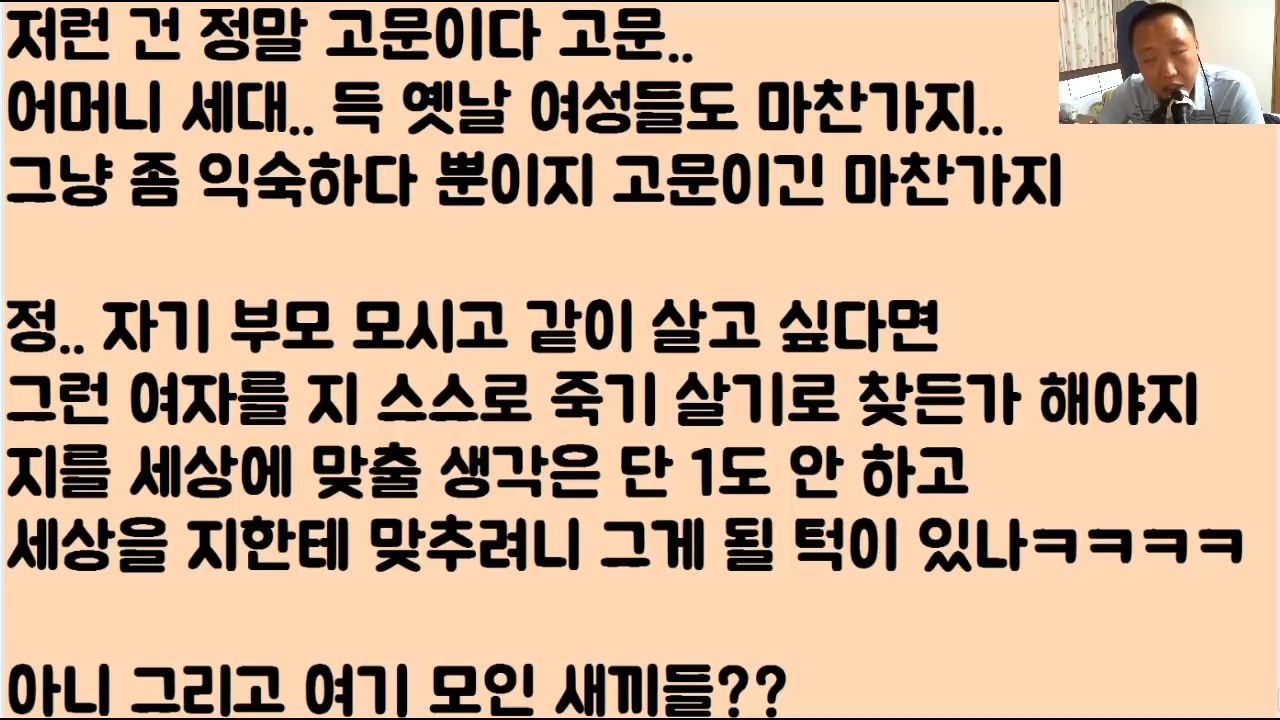 저런 건 정말 고문이다 고문..
어머니 세대.. 득 옛날 여성들도 마찬가지..
그냥 좀 익숙하다 뿐이지 고문이긴 마찬가지
정.. 자기 부모 모시고 같이 살고 싶다면
그런 여자를 지 스스로 죽기 살기로 찾든가 해야지
지를 세상에 맞출 생각은 단 1도 안 하고
세상을 지한테 맞추려니 그게 될 턱이 있나ㅋㅋㅋㅋ
아니 그리고 여기 모인 새끼들??